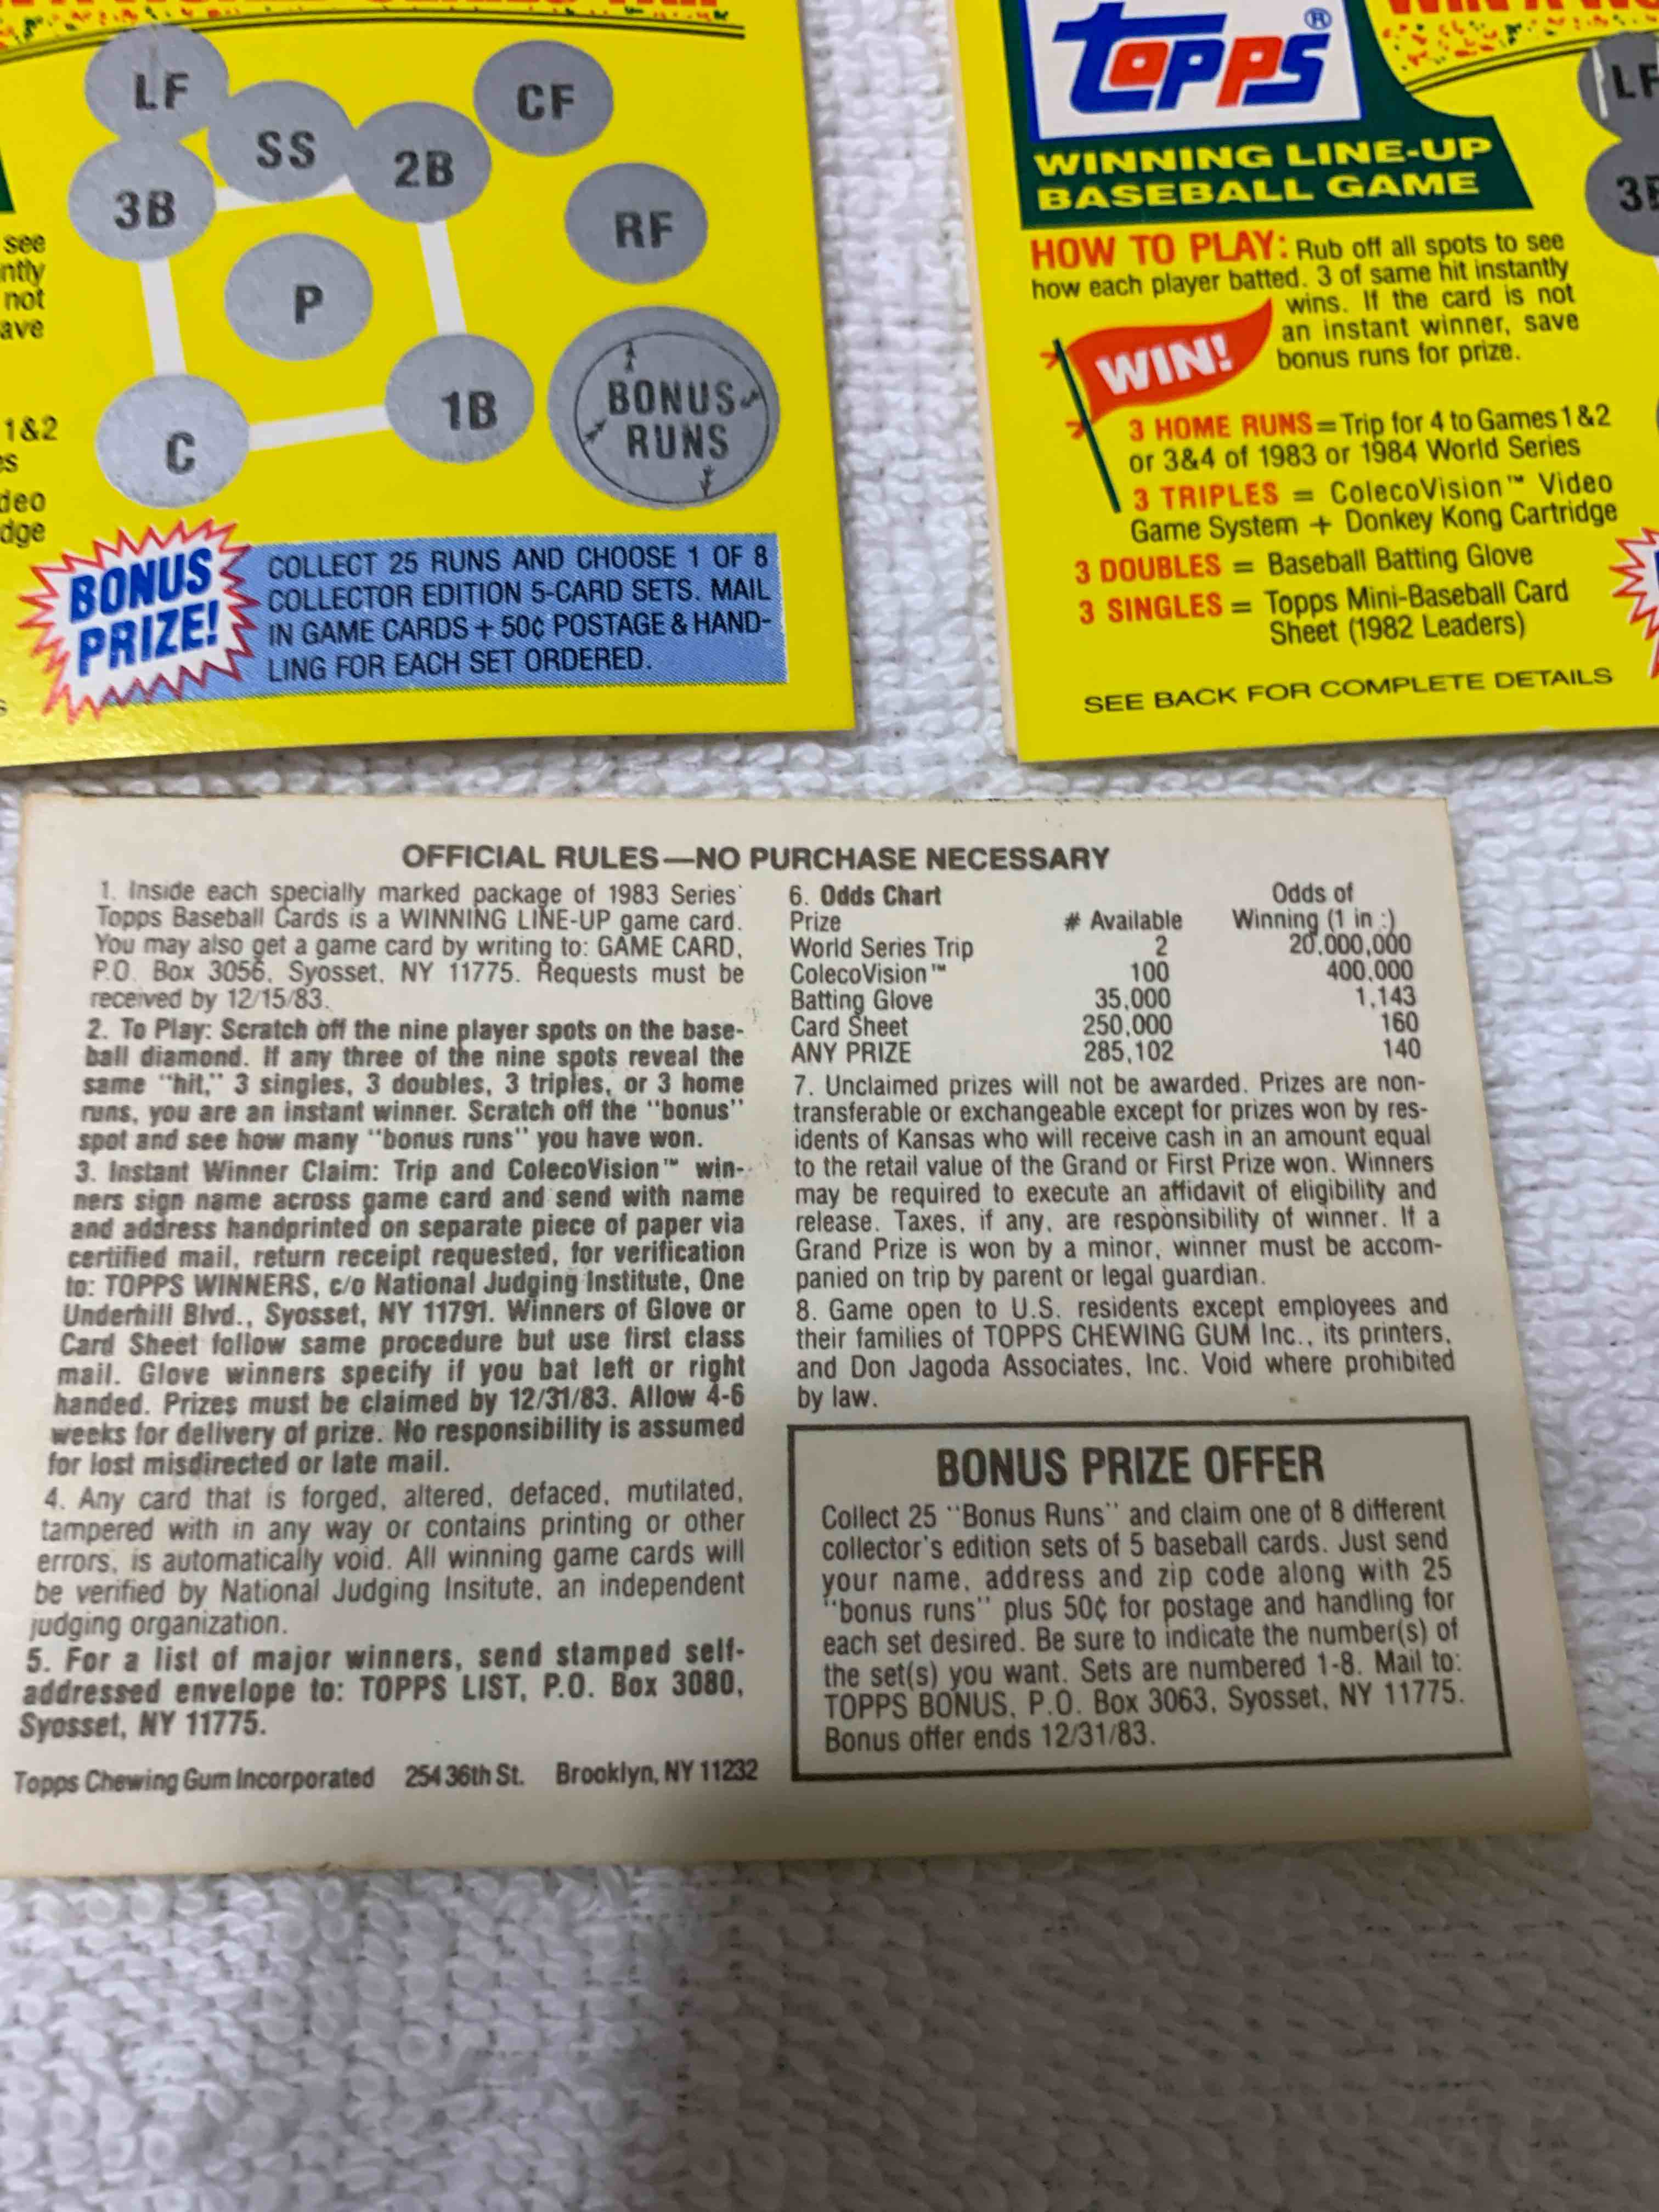 LF
SS
2B
CF
3B
RF
P
C
1B
BONUS
RUNS
see
ntly
not
ave
1&2
es
deo
dge
s
BONUS
PRIZE!
COLLECT 25 RUNS AND CHOOSE 1 OF 8
COLLECTOR EDITION 5-CARD SETS. MAIL
IN GAME CARDS + 50¢ POSTAGE & HAND-
LING FOR EACH SET ORDERED.
TOPPS®
WINNING LINE-UP
BASEBALL GAME
HOW TO PLAY: Rub off all spots to see
how each player batted. 3 of same hit instantly
wins. If the card is not
an instant winner, save
bonus runs for prize.
WIN!
3 HOME RUNS = Trip for 4 to Games 1&2
or 3&4 of 1983 or 1984 World Series
3 TRIPLES = ColecoVision™ Video
Game System + Donkey Kong Cartridge
3 DOUBLES = Baseball Batting Glove
3 SINGLES = Topps Mini-Baseball Card
Sheet (1982 Leaders)
SEE BACK FOR COMPLETE DETAILS
LF
3B
OFFICIAL RULES—NO PURCHASE NECESSARY
1. Inside each specially marked package of 1983 Series
Topps Baseball Cards is a WINNING LINE-UP game card.
You may also get a game card by writing to: GAME CARD,
P.O. Box 3056, Syosset, NY 11775. Requests must be
received by 12/15/83.
2. To Play: Scratch off the nine player spots on the base-
ball diamond. If any three of the nine spots reveal the
same "hit," 3 singles, 3 doubles, 3 triples, or 3 home
runs, you are an instant winner. Scratch off the "bonus"
spot and see how many "bonus runs" you have won.
3. Instant Winner Claim: Trip and ColecoVision™ win-
ners sign name across game card and send with name
and address handprinted on separate piece of paper via
certified mail, return receipt requested, for verification
to: TOPPS WINNERS, c/o National Judging Institute, One
Underhill Blvd., Syosset, NY 11791. Winners of Glove or
Card Sheet follow same procedure but use first class
mail. Glove winners specify if you bat left or right
handed. Prizes must be claimed by 12/31/83. Allow 4-6
weeks for delivery of prize. No responsibility is assumed
for lost misdirected or late mail.
4. Any card that is forged, altered, defaced, mutilated,
tampered with in any way or contains printing or other
errors, is automatically void. All winning game cards will
be verified by National Judging Insitute, an independent
judging organization.
5. For a list of major winners, send stamped self-
addressed envelope to: TOPPS LIST, P.O. Box 3080,
Syosset, NY 11775.
Topps Chewing Gum Incorporated 254 36th St. Brooklyn, NY 11232
6. Odds Chart Odds of
Prize # Available Winning (1 in :)
World Series Trip 2 20,000,000
ColecoVision™ 100 400,000
Batting Glove 35,000 1,143
Card Sheet 250,000 160
ANY PRIZE 285,102 140
7. Unclaimed prizes will not be awarded. Prizes are non-
transferable or exchangeable except for prizes won by res-
idents of Kansas who will receive cash in an amount equal
to the retail value of the Grand or First Prize won. Winners
may be required to execute an affidavit of eligibility and
release. Taxes, if any, are responsibility of winner. If a
Grand Prize is won by a minor, winner must be accom-
panied on trip by parent or legal guardian.
8. Game open to U.S. residents except employees and
their families of TOPPS CHEWING GUM Inc., its printers,
and Don Jagoda Associates, Inc. Void where prohibited
by law.
BONUS PRIZE OFFER
Collect 25 "Bonus Runs" and claim one of 8 different
collector's edition sets of 5 baseball cards. Just send
your name, address and zip code along with 25
"bonus runs" plus 50¢ for postage and handling for
each set desired. Be sure to indicate the number(s) of
the set(s) you want. Sets are numbered 1-8. Mail to:
TOPPS BONUS, P.O. Box 3063, Syosset, NY 11775.
Bonus offer ends 12/31/83.